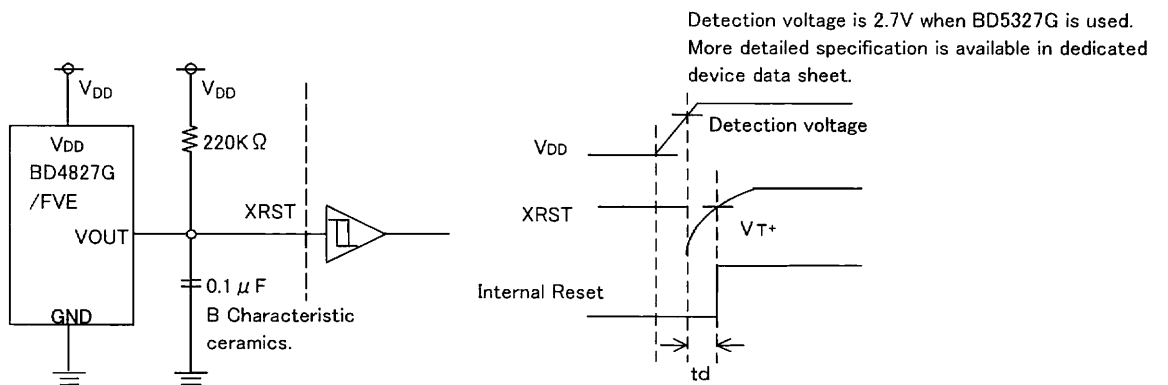 Detection voltage is 2.7V when BD5327G is used.
More detailed specification is available in dedicated
device data sheet.
VDD
VDD
VDD
BD4827G
/FVE
VOUT
GND
220KΩ
XRST
0.1 μF
B Characteristic
ceramics.
VDD
Detection voltage
XRST
VT+
Internal Reset
td